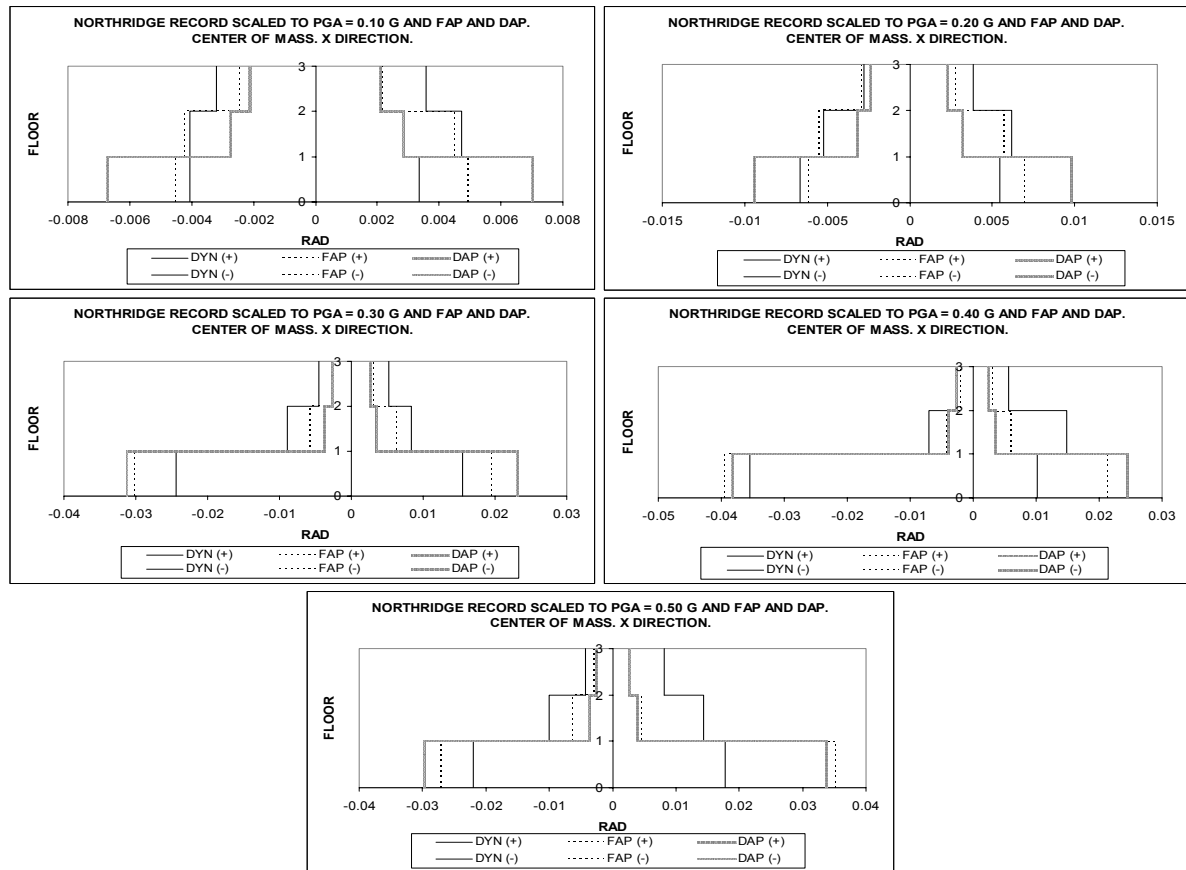 NORTHRIDGE RECORD SCALED TO PGA = 0.10 G AND FAP AND DAP.
CENTER OF MASS. X DIRECTION.
FLOOR
3
2
1
0
-0.008 -0.006 -0.004 -0.002 0 0.002 0.004 0.006 0.008
RAD
DYN (+) FAP (+) DAP (+)
DYN (-) FAP (-) DAP (-)
NORTHRIDGE RECORD SCALED TO PGA = 0.20 G AND FAP AND DAP.
CENTER OF MASS. X DIRECTION.
FLOOR
3
2
1
0
-0.015 -0.01 -0.005 0 0.005 0.01 0.015
RAD
DYN (+) FAP (+) DAP (+)
DYN (-) FAP (-) DAP (-)
NORTHRIDGE RECORD SCALED TO PGA = 0.30 G AND FAP AND DAP.
CENTER OF MASS. X DIRECTION.
FLOOR
3
2
1
0
-0.04 -0.03 -0.02 -0.01 0 0.01 0.02 0.03
DYN (+) FAP (+) DAP (+)
DYN (-) FAP (-) DAP (-)
NORTHRIDGE RECORD SCALED TO PGA = 0.40 G AND FAP AND DAP.
CENTER OF MASS. X DIRECTION.
FLOOR
3
2
1
0
-0.05 -0.04 -0.03 -0.02 -0.01 0 0.01 0.02 0.03
DYN (+) FAP (+) DAP (+)
DYN (-) FAP (-) DAP (-)
NORTHRIDGE RECORD SCALED TO PGA = 0.50 G AND FAP AND DAP.
CENTER OF MASS. X DIRECTION.
FLOOR
3
2
1
0
-0.04 -0.03 -0.02 -0.01 0 0.01 0.02 0.03 0.04
RAD
DYN (+) FAP (+) DAP (+)
DYN (-) FAP (-) DAP (-)